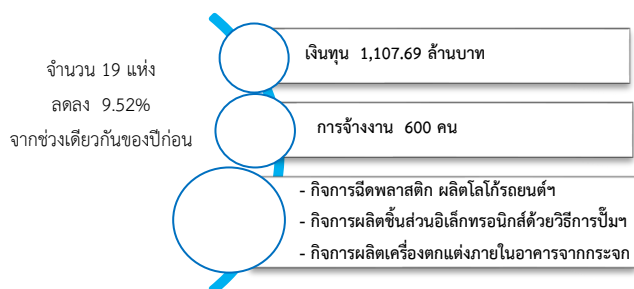 จำนวน 19 แห่ง
ลดลง 9.52%
จากช่วงเดียวกันของปีก่อน
เงินทุน 1,107.69 ล้านบาท
การจ้างงาน 600 คน
- กิจการฉีดพลาสติก ผลิตโลโก้รถยนต์ฯ
- กิจการผลิตชิ้นส่วนอิเล็กทรอนิกส์ด้วยวิธีการปั๊มฯ
- กิจการผลิตเครื่องตกแต่งภายในอาคารจากกระจก